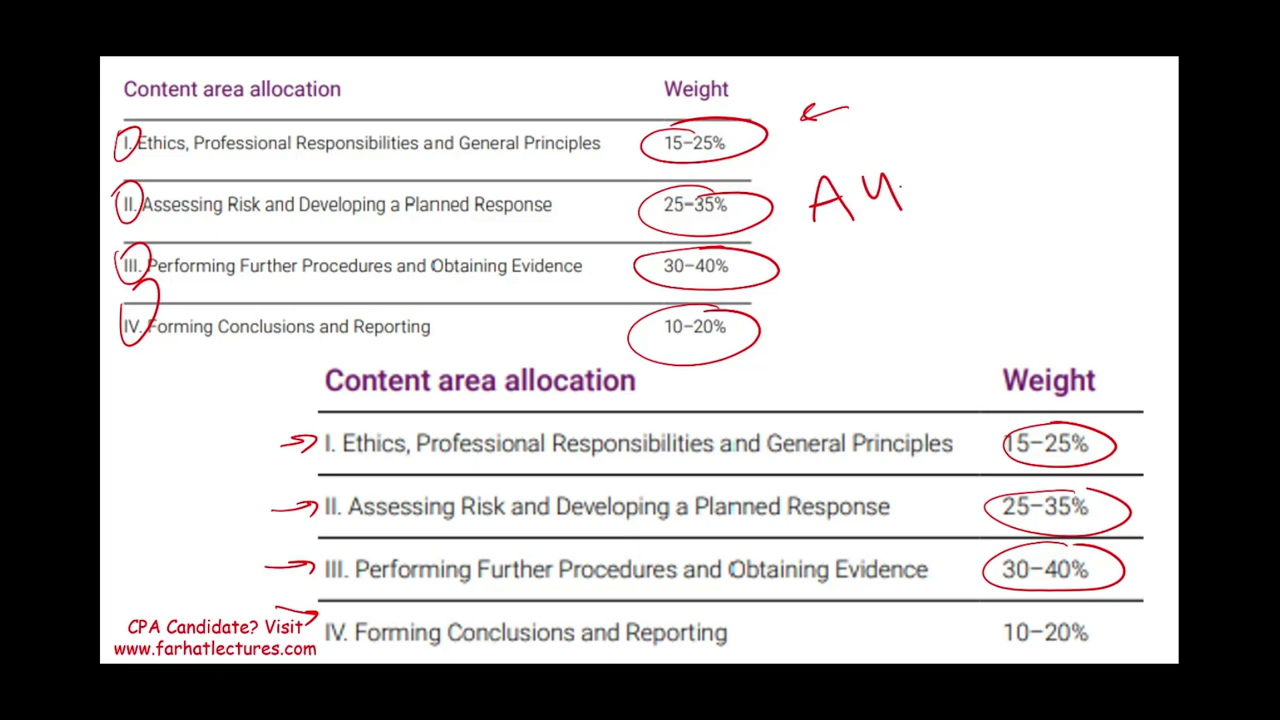 Content area allocation Weight
I. Ethics, Professional Responsibilities and General Principles 15–25%
II. Assessing Risk and Developing a Planned Response 25–35%
III. Performing Further Procedures and Obtaining Evidence 30–40%
IV. Forming Conclusions and Reporting 10–20%
Content area allocation Weight
I. Ethics, Professional Responsibilities and General Principles 15–25%
II. Assessing Risk and Developing a Planned Response 25–35%
III. Performing Further Procedures and Obtaining Evidence 30–40%
IV. Forming Conclusions and Reporting 10–20%
CPA Candidate? Visit
www.farhatlectures.com